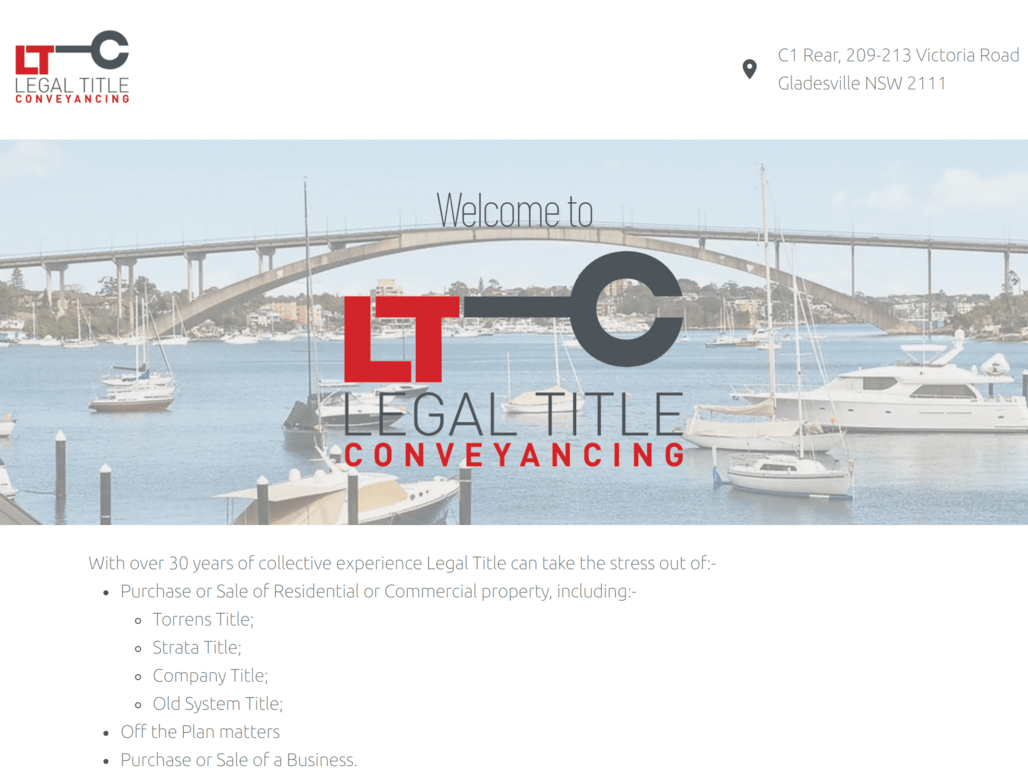 LTC
LEGAL TITLE
CONVEYANCING
C1 Rear, 209-213 Victoria Road
Gladesville NSW 2111
Welcome to
LTC
LEGAL TITLE
CONVEYANCING
With over 30 years of collective experience Legal Title can take the stress out of:-
Purchase or Sale of Residential or Commercial property, including:-
Torrens Title;
Strata Title;
Company Title;
Old System Title;
Off the Plan matters
Purchase or Sale of a Business.